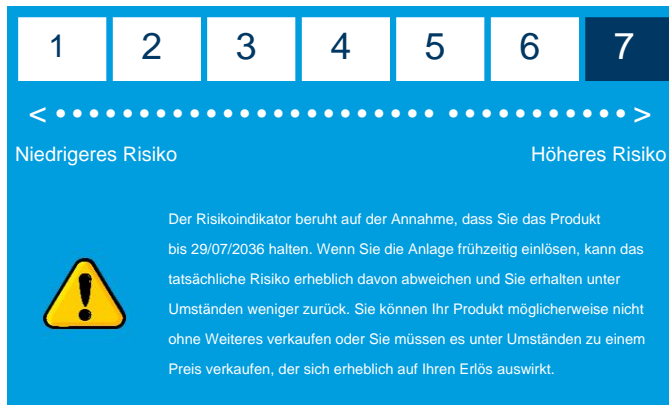 1 2 3 4 5 6 7
< >
Niedrigeres Risiko Höheres Risiko
Der Risikoindikator beruht auf der Annahme, dass Sie das Produkt
bis 29/07/2036 halten. Wenn Sie die Anlage frühzeitig einlösen, kann das
tatsächliche Risiko erheblich davon abweichen und Sie erhalten unter
Umständen weniger zurück. Sie können Ihr Produkt möglicherweise nicht
ohne Weiteres verkaufen oder Sie müssen es unter Umständen zu einem
Preis verkaufen, der sich erheblich auf Ihren Erlös auswirkt.